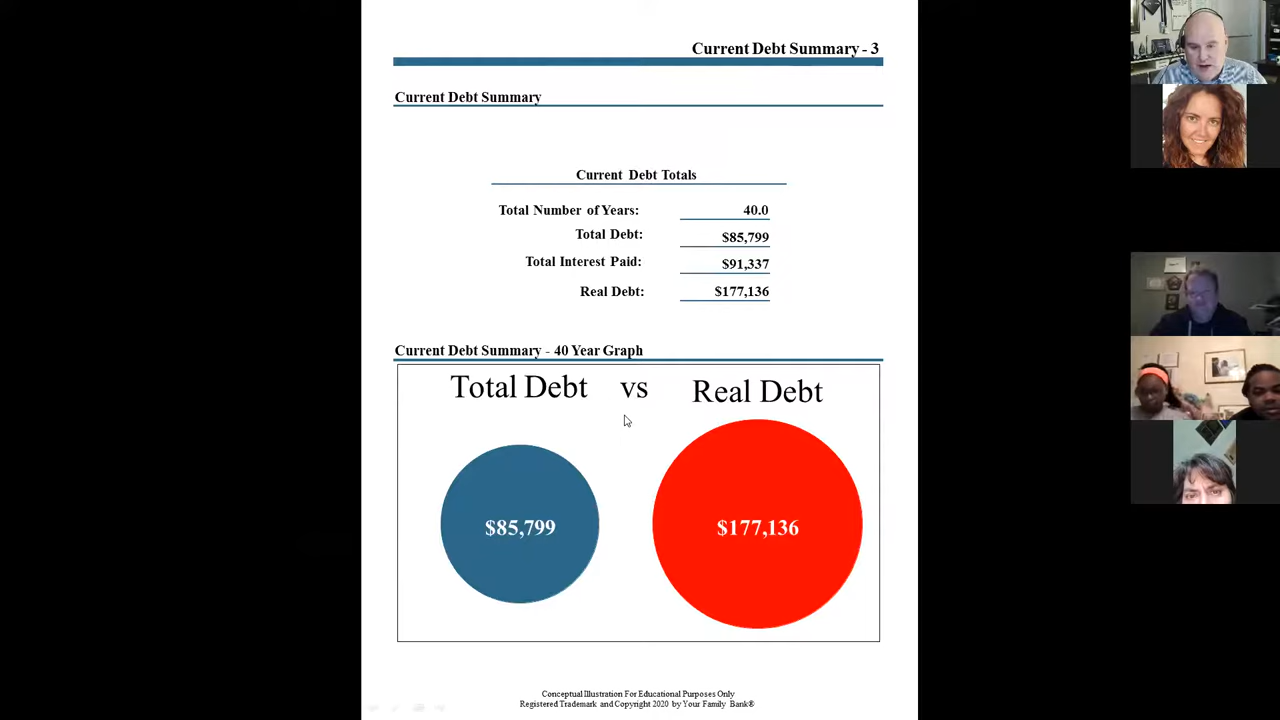 Current Debt Summary - 3
Current Debt Summary
Current Debt Totals
Total Number of Years: 40.0
Total Debt: $85,799
Total Interest Paid: $91,337
Real Debt: $177,136
Current Debt Summary - 40 Year Graph
Total Debt vs Real Debt
$85,799 $177,136
Conceptual Illustration For Educational Purposes Only
Registered Trademark and Copyright 2020 by Your Family Bank®